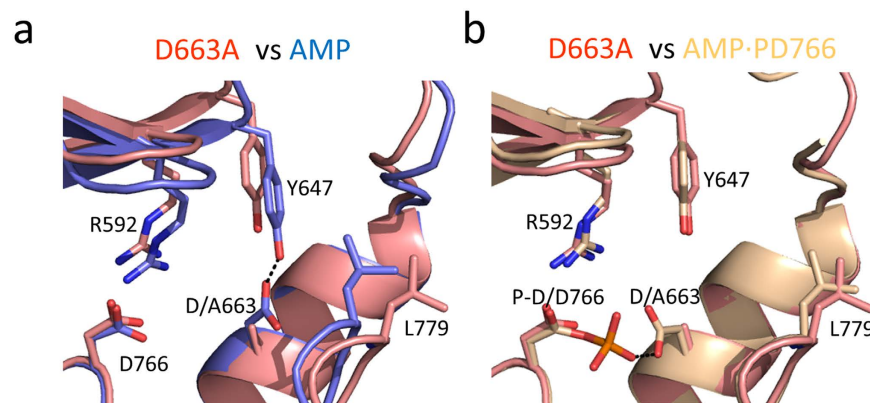 a
D663A vs AMP
R592
Y647
D/A663
D766
L779
b
D663A vs AMP·PD766
R592
Y647
P-D/D766
D/A663
L779